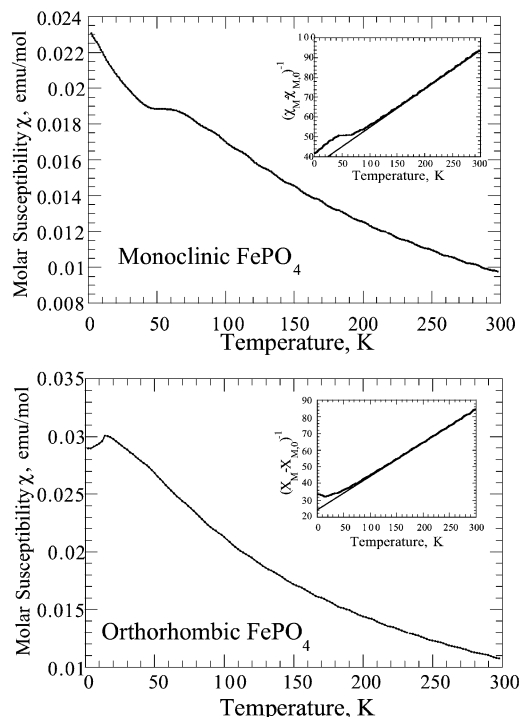 0.024
0.022
0.02
0.018
0.016
0.014
0.012
0.01
0.008
Molar Susceptibility χ, emu/mol
0 50 100 150 200 250 300
Temperature, K
Monoclinic FePO4
100
90
80
70
60
50
40
(χM-χM,0)-1
0 50 100 150 200 250 300
Temperature, K
0.035
0.03
0.025
0.02
0.015
0.01
Molar Susceptibility χ, emu/mol
0 50 100 150 200 250 300
Temperature, K
Orthorhombic FePO4
90
80
70
60
50
40
30
20
(XM-XM,0)-1
0 50 100 150 200 250 300
Temperature, K